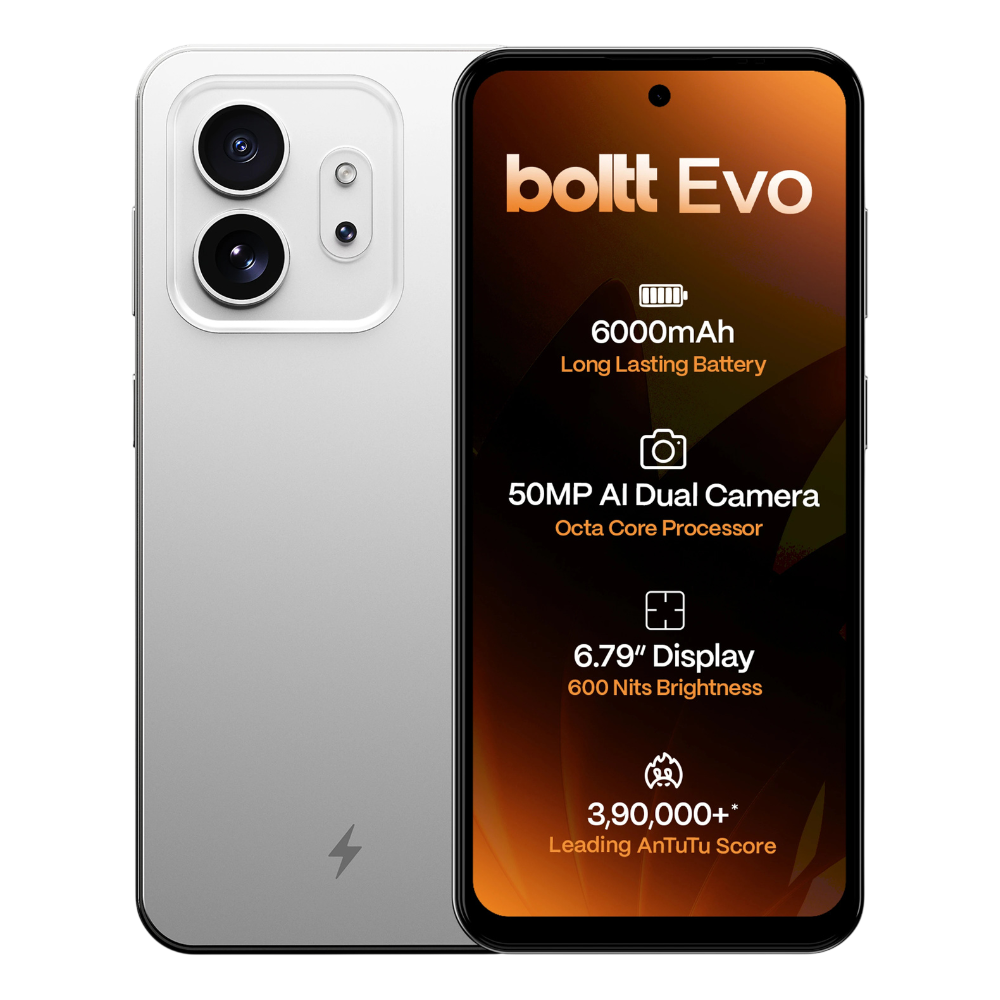 boltt Evo
6000mAh
Long Lasting Battery
50MP AI Dual Camera
Octa Core Processor
6.79” Display
600 Nits Brightness
3,90,000+*
Leading AnTuTu Score